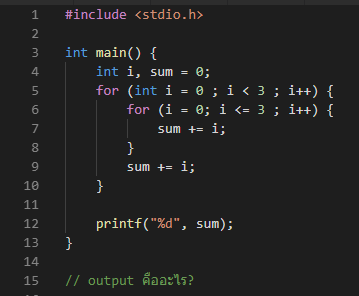 1 #include <stdio.h>
2
3 int main() {
4     int i, sum = 0;
5     for (int i = 0 ; i < 3 ; i++) {
6         for (i = 0; i <= 3 ; i++) {
7             sum += i;
8         }
9         sum += i;
10     }
11
12     printf("%d", sum);
13 }
14
15 // output คืออะไร?